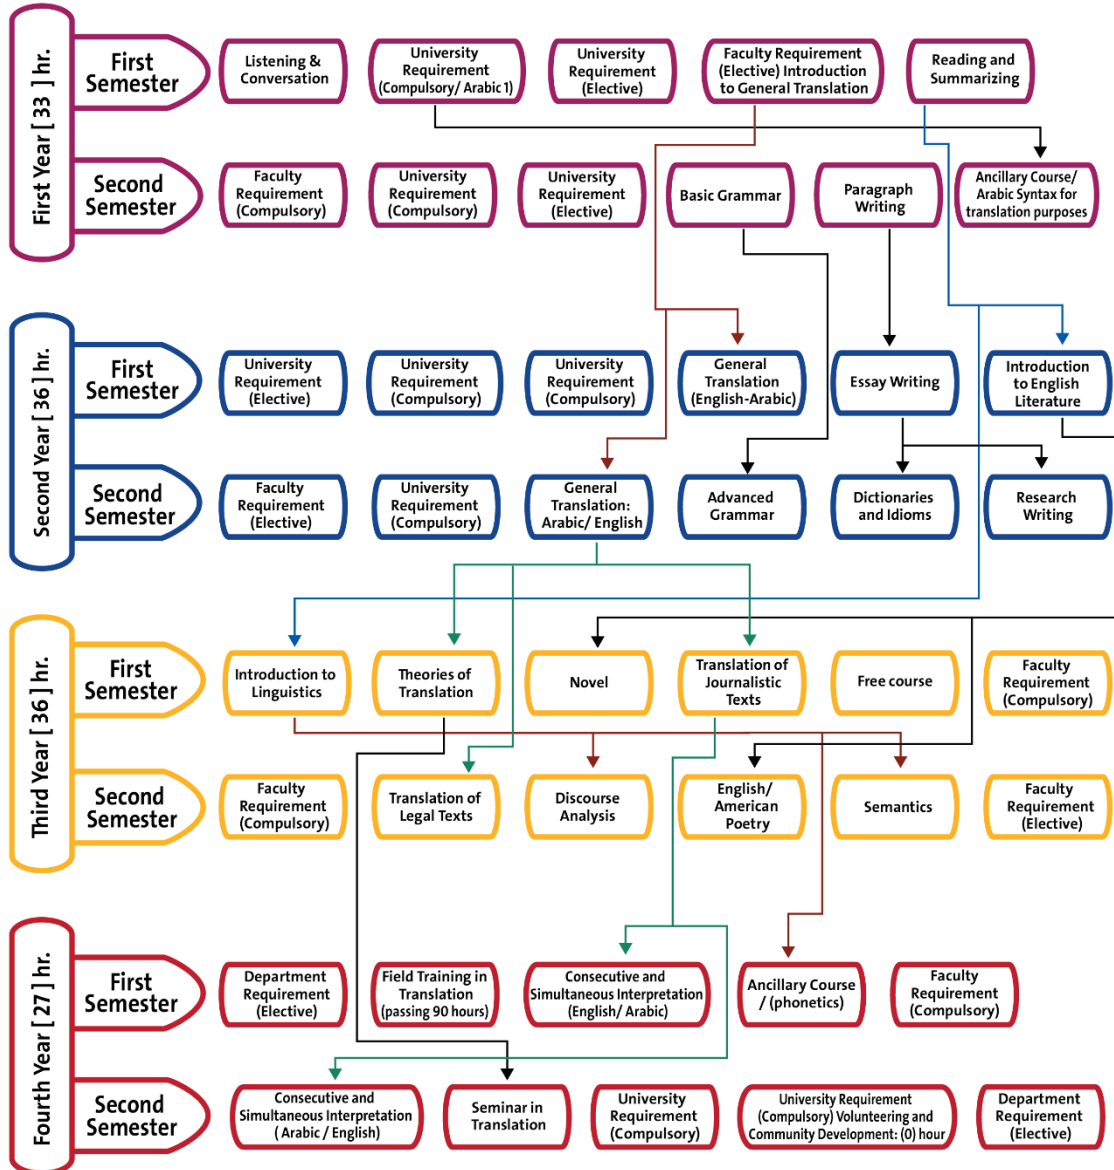 First Year [ 33 ] hr.
First
Semester
Listening &
Conversation
University
Requirement
(Compulsory/ Arabic 1)
University
Requirement
(Elective)
Faculty Requirement
(Elective) Introduction
to General Translation
Reading and
Summarizing
Second
Semester
Faculty
Requirement
(Compulsory)
University
Requirement
(Compulsory)
University
Requirement
(Elective)
Basic Grammar
Paragraph
Writing
Ancillary Course/
Arabic Syntax for
translation purposes
Second Year [ 36] hr.
First
Semester
University
Requirement
(Elective)
University
Requirement
(Compulsory)
University
Requirement
(Compulsory)
General
Translation
(English-Arabic)
Essay Writing
Introduction
to English
Literature
Second
Semester
Faculty
Requirement
(Elective)
University
Requirement
(Compulsory)
General
Translation:
Arabic/ English
Advanced
Grammar
Dictionaries
and Idioms
Research
Writing
Third Year [36 ] hr.
First
Semester
Introduction to
Linguistics
Theories of
Translation
Novel
Translation of
Journalistic
Texts
Free course
Faculty
Requirement
(Compulsory)
Second
Semester
Faculty
Requirement
(Compulsory)
Translation of
Legal Texts
Discourse
Analysis
English/
American
Poetry
Semantics
Faculty
Requirement
(Elective)
Fourth Year [27] hr.
First
Semester
Department
Requirement
(Elective)
Field Training in
Translation
(passing 90 hours)
Consecutive and
Simultaneous Interpretation
(English/ Arabic)
Ancillary Course
/ (phonetics)
Faculty
Requirement
(Compulsory)
Second
Semester
Consecutive and
Simultaneous Interpretation
( Arabic / English)
Seminar in
Translation
University
Requirement
(Compulsory)
University Requirement
(Compulsory) Volunteering and
Community Development: (0) hour
Department
Requirement
(Elective)